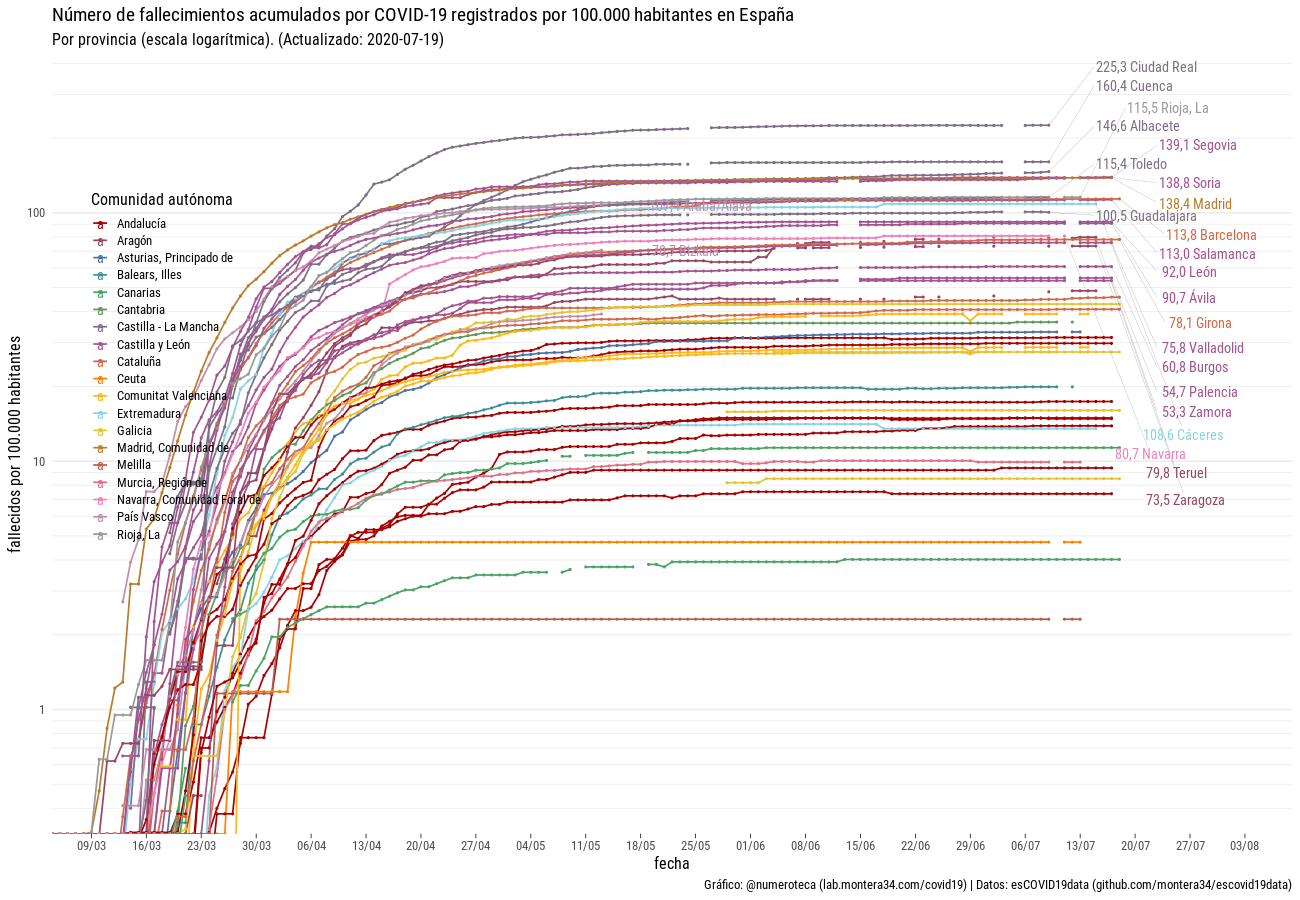 Número de fallecimientos acumulados por COVID-19 registrados por 100.000 habitantes en España
Por provincia (escala logarítmica). (Actualizado: 2020-07-19)
225,3 Ciudad Real
160,4 Cuenca
115,5 Rioja, La
146,6 Albacete
139,1 Segovia
115,4 Toledo
138,8 Soria
138,4 Madrid
100,5 Guadalajara
113,8 Barcelona
113,0 Salamanca
92,0 León
90,7 Ávila
78,1 Girona
75,8 Valladolid
60,8 Burgos
54,7 Palencia
53,3 Zamora
108,6 Cáceres
80,7 Navarra
79,8 Teruel
73,5 Zaragoza
Comunidad autónoma
Andalucía
Aragón
Asturias, Principado de
Balears, Illes
Canarias
Cantabria
Castilla - La Mancha
Castilla y León
Cataluña
Ceuta
Comunitat Valenciana
Extremadura
Galicia
Madrid, Comunidad de
Melilla
Murcia, Región de
Navarra, Comunidad Foral de
País Vasco
Rioja, La
100
10
1
fallecidos por 100.000 habitantes
09/03 16/03 23/03 30/03 06/04 13/04 20/04 27/04 04/05 11/05 18/05 25/05 01/06 08/06 15/06 22/06 29/06 06/07 13/07 20/07 27/07 03/08
fecha
Gráfico: @numeroteca (lab.montera34.com/covid19) | Datos: esCOVID19data (github.com/montera34/escovid19data)